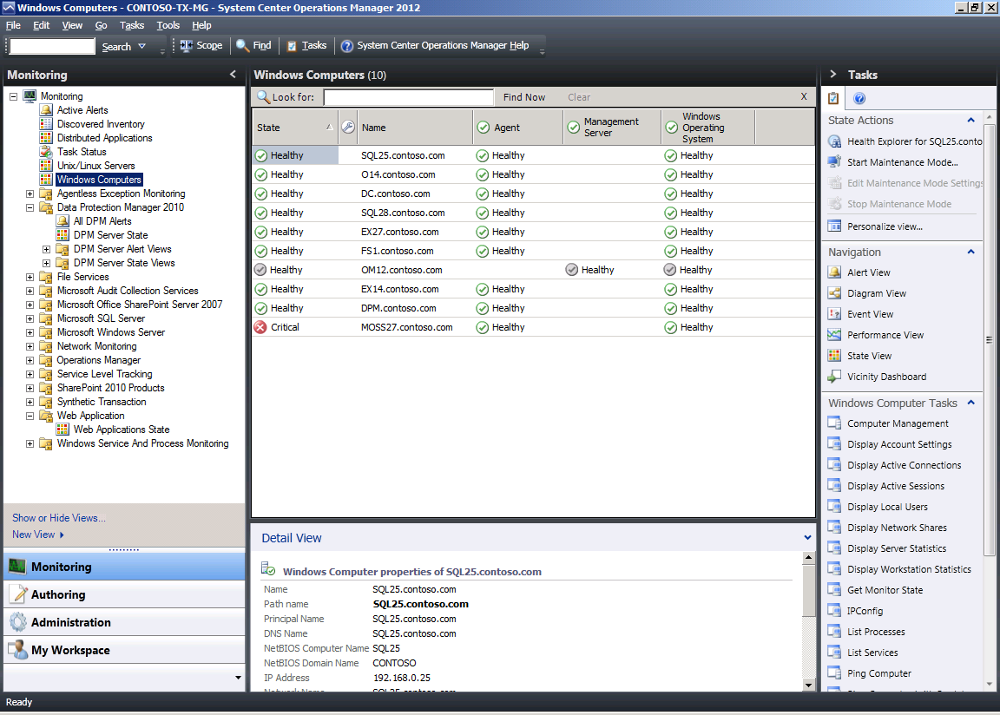 Windows Computers - CONTOSO-TX-MG - System Center Operations Manager 2012
File Edit View Go Tasks Tools Help
Search Scope Find Tasks System Center Operations Manager Help
Monitoring
Monitoring
Active Alerts
Discovered Inventory
Distributed Applications
Task Status
Unix/Linux Servers
Windows Computers
Agentless Exception Monitoring
Data Protection Manager 2010
All DPM Alerts
DPM Server State
DPM Server Alert Views
DPM Server State Views
File Services
Microsoft Audit Collection Services
Microsoft Office SharePoint Server 2007
Microsoft SQL Server
Microsoft Windows Server
Network Monitoring
Operations Manager
Service Level Tracking
SharePoint 2010 Products
Synthetic Transaction
Web Application
Web Applications State
Windows Service And Process Monitoring
Show or Hide Views...
New View
Monitoring
Authoring
Administration
My Workspace
Windows Computers (10)
Look for: Find Now Clear X
State Name Agent Management Server Windows Operating System
Healthy SQL25.contoso.com Healthy Healthy
Healthy O14.contoso.com Healthy Healthy
Healthy DC.contoso.com Healthy Healthy
Healthy SQL28.contoso.com Healthy Healthy
Healthy EX27.contoso.com Healthy Healthy
Healthy FS1.contoso.com Healthy Healthy
Healthy OM12.contoso.com Healthy Healthy
Healthy EX14.contoso.com Healthy Healthy
Healthy DPM.contoso.com Healthy Healthy
Critical MOSS27.contoso.com Healthy Healthy
Detail View
Windows Computer properties of SQL25.contoso.com
Name SQL25.contoso.com
Path name SQL25.contoso.com
Principal Name SQL25.contoso.com
DNS Name SQL25.contoso.com
NetBIOS Computer Name SQL25
NetBIOS Domain Name CONTOSO
IP Address 192.168.0.25
Network Name SQL25.contoso.com
Tasks
State Actions
Health Explorer for SQL25.conto
Start Maintenance Mode...
Edit Maintenance Mode Settings
Stop Maintenance Mode
Personalize view...
Navigation
Alert View
Diagram View
Event View
Performance View
State View
Vicinity Dashboard
Windows Computer Tasks
Computer Management
Display Account Settings
Display Active Connections
Display Active Sessions
Display Local Users
Display Network Shares
Display Server Statistics
Display Workstation Statistics
Get Monitor State
IPConfig
List Processes
List Services
Ping Computer
Ready